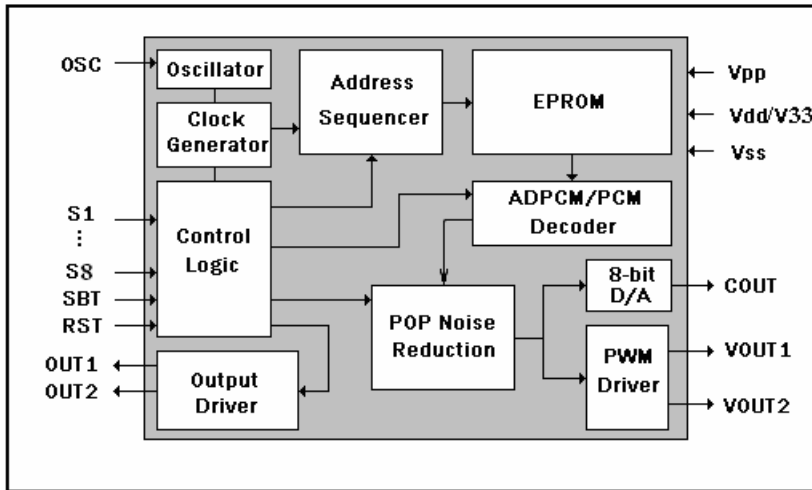 OSC
Oscillator
Clock
Generator
Address
Sequencer
EPROM
Vpp
Vdd/V33
Vss
S1
⋮
S8
SBT
RST
OUT1
OUT2
Control
Logic
ADPCM/PCM
Decoder
POP Noise
Reduction
8-bit
D/A
COUT
PWM
Driver
VOUT1
VOUT2
Output
Driver